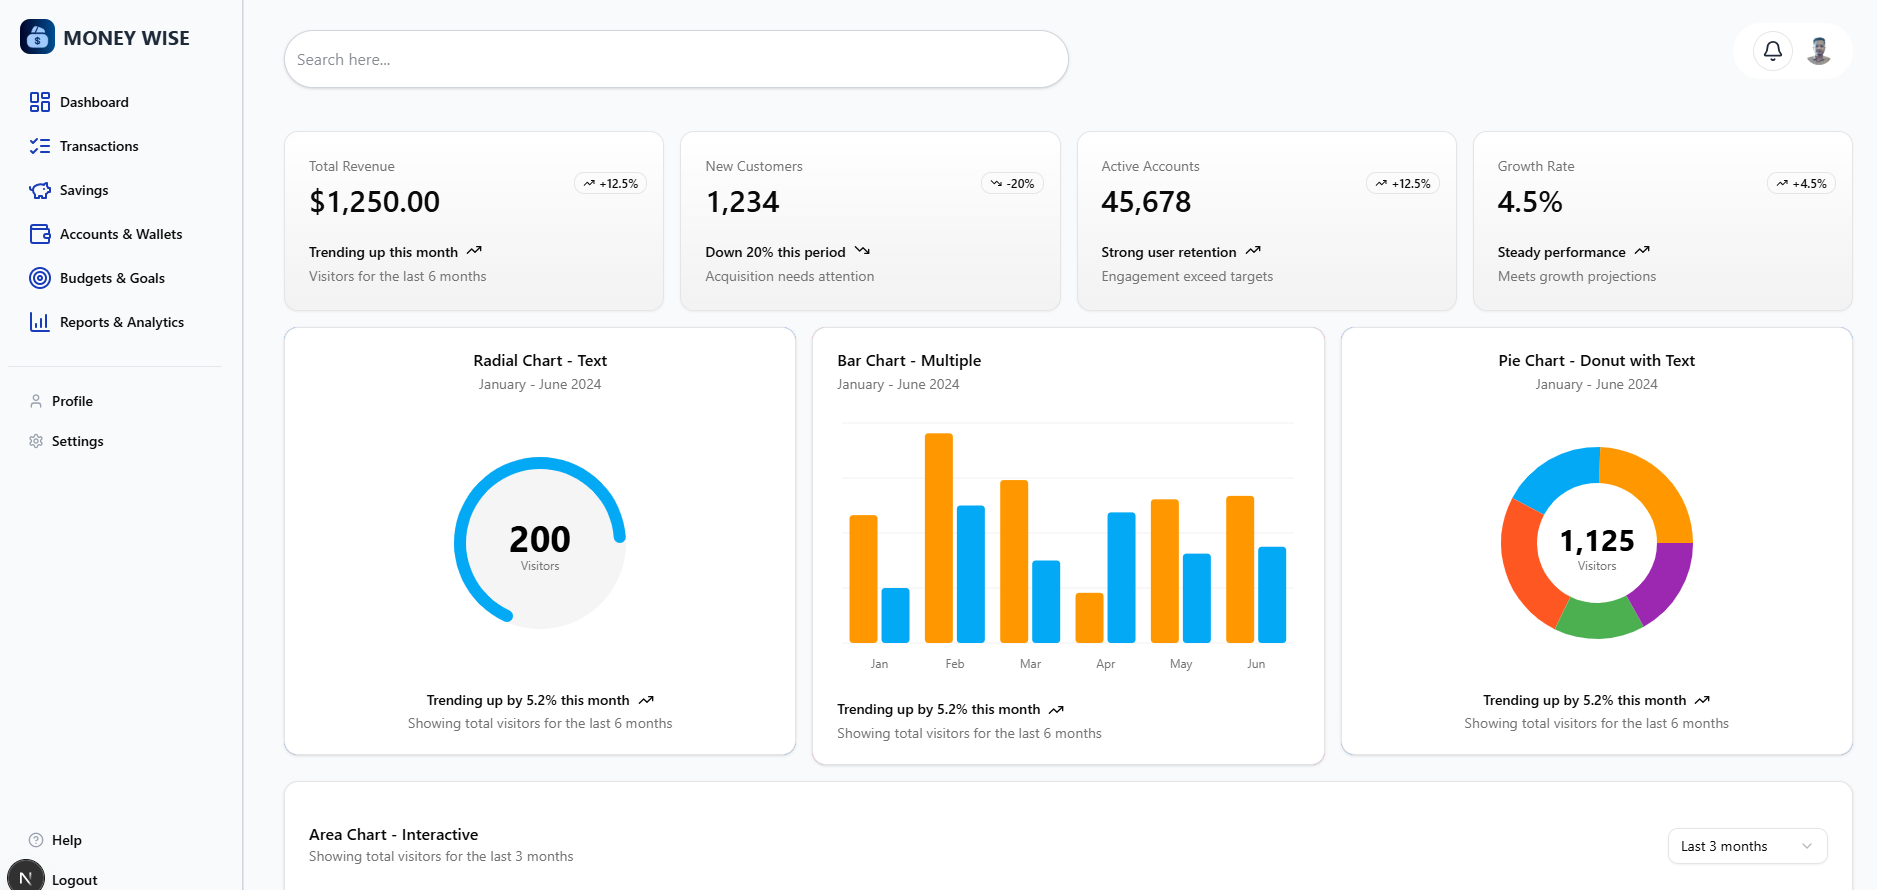 MONEY WISE
Dashboard
Transactions
Savings
Accounts & Wallets
Budgets & Goals
Reports & Analytics
Profile
Settings
Help
N
Logout
Search here...
Total Revenue
$1,250.00
+12.5%
Trending up this month
Visitors for the last 6 months
New Customers
1,234
-20%
Down 20% this period
Acquisition needs attention
Active Accounts
45,678
+12.5%
Strong user retention
Engagement exceed targets
Growth Rate
4.5%
+4.5%
Steady performance
Meets growth projections
Radial Chart - Text
January - June 2024
200
Visitors
Trending up by 5.2% this month
Showing total visitors for the last 6 months
Bar Chart - Multiple
January - June 2024
Jan Feb Mar Apr May Jun
Trending up by 5.2% this month
Showing total visitors for the last 6 months
Pie Chart - Donut with Text
January - June 2024
1,125
Visitors
Trending up by 5.2% this month
Showing total visitors for the last 6 months
Area Chart - Interactive
Showing total visitors for the last 3 months
Last 3 months